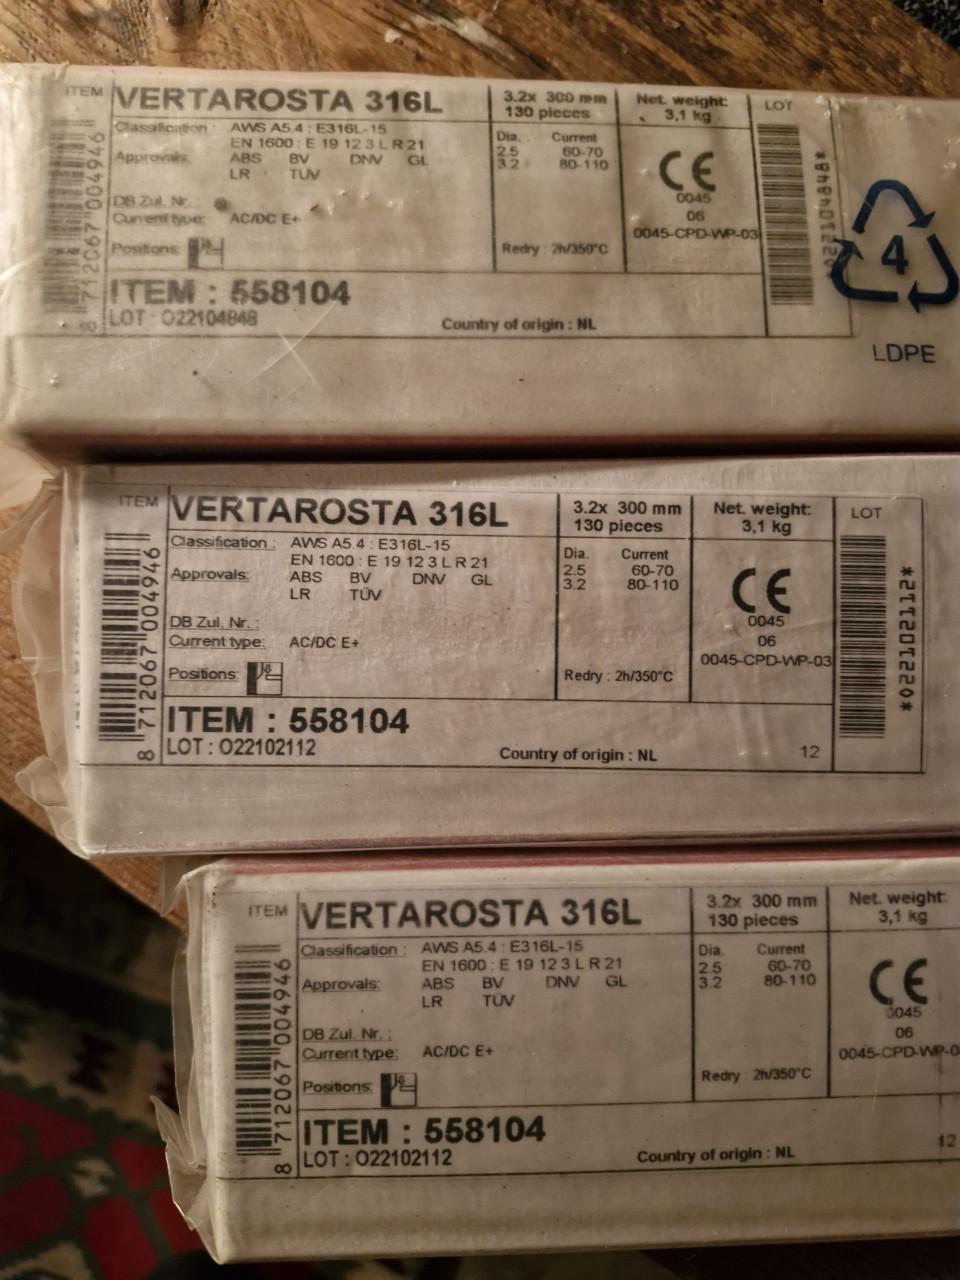 ITEM VERTAROSTA 316L
3.2x 300 mm
130 pieces
Net. weight:
3,1 kg
LOT
Classification : AWS A5.4 : E316L-15
EN 1600 : E 19 12 3 L R 21
Approvals: ABS BV DNV GL
LR TÜV
DB Zul. Nr. :
Current type: AC/DC E+
Positions:
Dia. Current
2.5 60-70
3.2 80-110
Redry : 2h/350°C
CE
0045
06
0045-CPD-WP-03
8 712067 004946
*O22104848*
ITEM : 558104
LOT : O22104848
Country of origin : NL
4
LDPE
ITEM VERTAROSTA 316L
3.2x 300 mm
130 pieces
Net. weight:
3,1 kg
LOT
Classification : AWS A5.4 : E316L-15
EN 1600 : E 19 12 3 L R 21
Approvals: ABS BV DNV GL
LR TÜV
DB Zul. Nr. :
Current type: AC/DC E+
Positions:
Dia. Current
2.5 60-70
3.2 80-110
Redry : 2h/350°C
CE
0045
06
0045-CPD-WP-03
8 712067 004946
*O22102112*
ITEM : 558104
LOT : O22102112
Country of origin : NL
12
ITEM VERTAROSTA 316L
3.2x 300 mm
130 pieces
Net. weight:
3,1 kg
Classification : AWS A5.4 : E316L-15
EN 1600 : E 19 12 3 L R 21
Approvals: ABS BV DNV GL
LR TÜV
DB Zul. Nr. :
Current type: AC/DC E+
Positions:
Dia. Current
2.5 60-70
3.2 80-110
Redry : 2h/350°C
CE
0045
06
0045-CPD-WP-0
8 712067 004946
ITEM : 558104
LOT : O22102112
Country of origin : NL
12